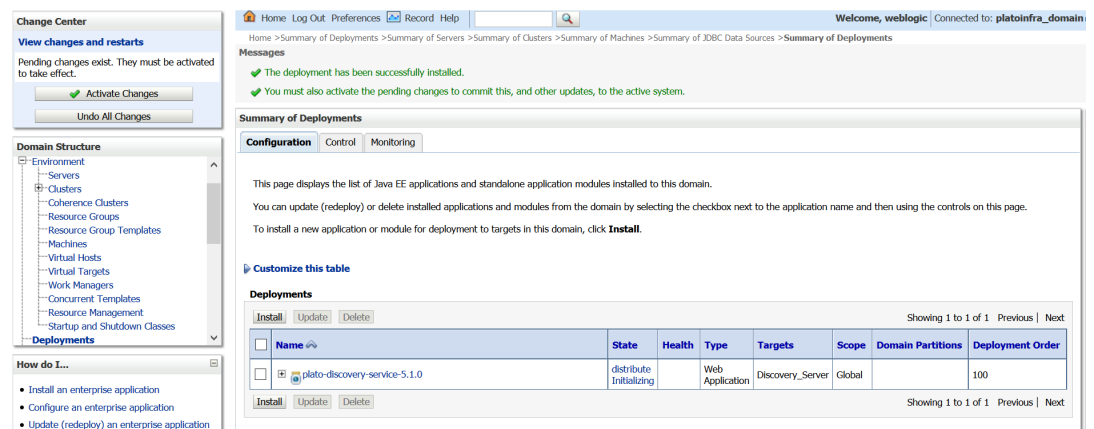 Change Center
View changes and restarts
Pending changes exist. They must be activated
to take effect.
Activate Changes
Undo All Changes
Domain Structure
Environment
Servers
Clusters
Coherence Clusters
Resource Groups
Resource Group Templates
Machines
Virtual Hosts
Virtual Targets
Work Managers
Concurrent Templates
Resource Management
Startup and Shutdown Classes
Deployments
How do I...
Install an enterprise application
Configure an enterprise application
Update (redeploy) an enterprise application
Home Log Out Preferences Record Help
Welcome, weblogic Connected to: platoinfra_domain
Home >Summary of Deployments >Summary of Servers >Summary of Clusters >Summary of Machines >Summary of JDBC Data Sources >Summary of Deployments
Messages
The deployment has been successfully installed.
You must also activate the pending changes to commit this, and other updates, to the active system.
Summary of Deployments
Configuration Control Monitoring
This page displays the list of Java EE applications and standalone application modules installed to this domain.
You can update (redeploy) or delete installed applications and modules from the domain by selecting the checkbox next to the application name and then using the controls on this page.
To install a new application or module for deployment to targets in this domain, click Install.
Customize this table
Deployments
Install Update Delete Showing 1 to 1 of 1 Previous | Next
Name State Health Type Targets Scope Domain Partitions Deployment Order
plato-discovery-service-5.1.0 distribute Initializing Web Application Discovery_Server Global 100
Install Update Delete Showing 1 to 1 of 1 Previous | Next